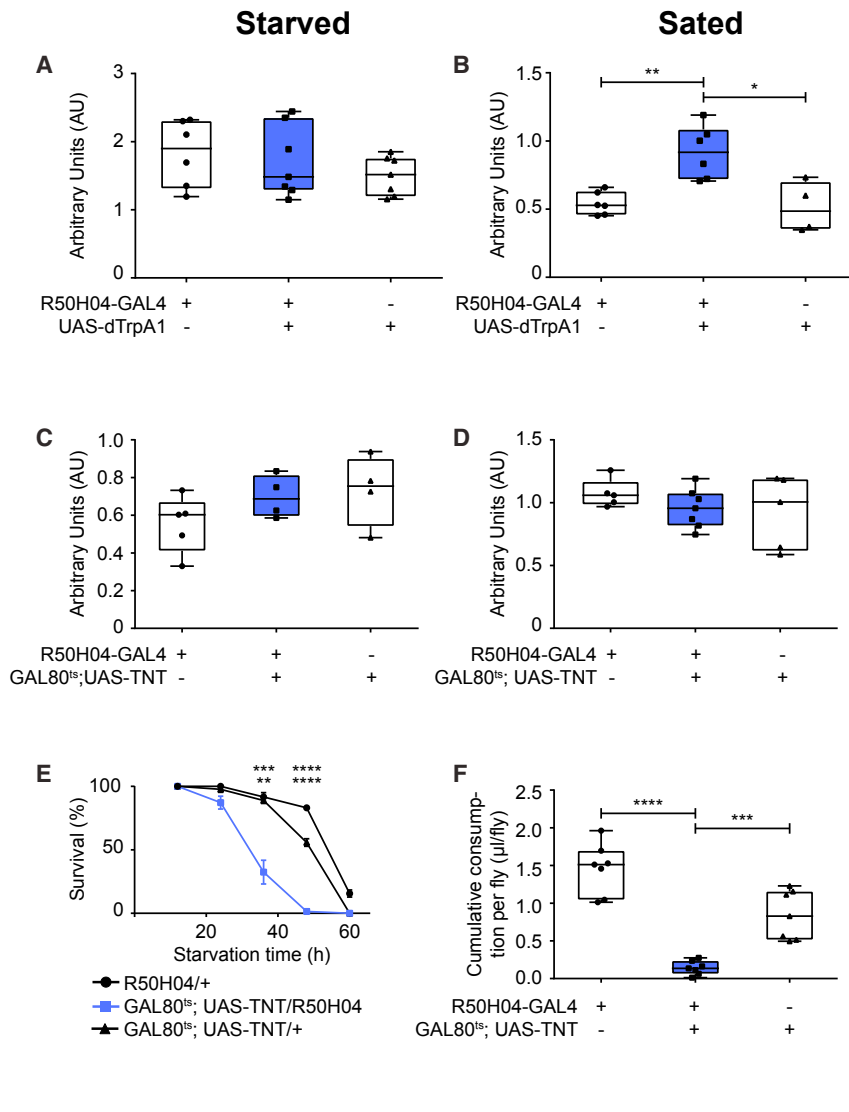 Starved
Sated
A
3
2
1
0
Arbitrary Units (AU)
R50H04-GAL4 + + -
UAS-dTrpA1 - + +
B
1.5
1.0
0.5
0
Arbitrary Units (AU)
** *
R50H04-GAL4 + + -
UAS-dTrpA1 - + +
C
1.0
0.8
0.6
0.4
0.2
0
Arbitrary Units (AU)
R50H04-GAL4 + + -
GAL80ts;UAS-TNT - + +
D
1.5
1.0
0.5
0
Arbitrary Units (AU)
R50H04-GAL4 + + -
GAL80ts; UAS-TNT - + +
E
*** ****
** ****
100
50
0
Survival (%)
20 40 60
Starvation time (h)
R50H04/+
GAL80ts; UAS-TNT/R50H04
GAL80ts; UAS-TNT/+
F
2.5
2.0
1.5
1.0
0.5
0.0
Cumulative consump-
tion per fly (µl/fly)
**** ***
R50H04-GAL4 + + -
GAL80ts; UAS-TNT - + +